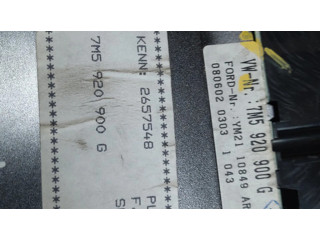 7M5 920 900 G
KENN: 2657548
VW-Nr.: 7M5 920 900 G
FORD-Nr.:YM21 10849 AR
080602 0303 1 043